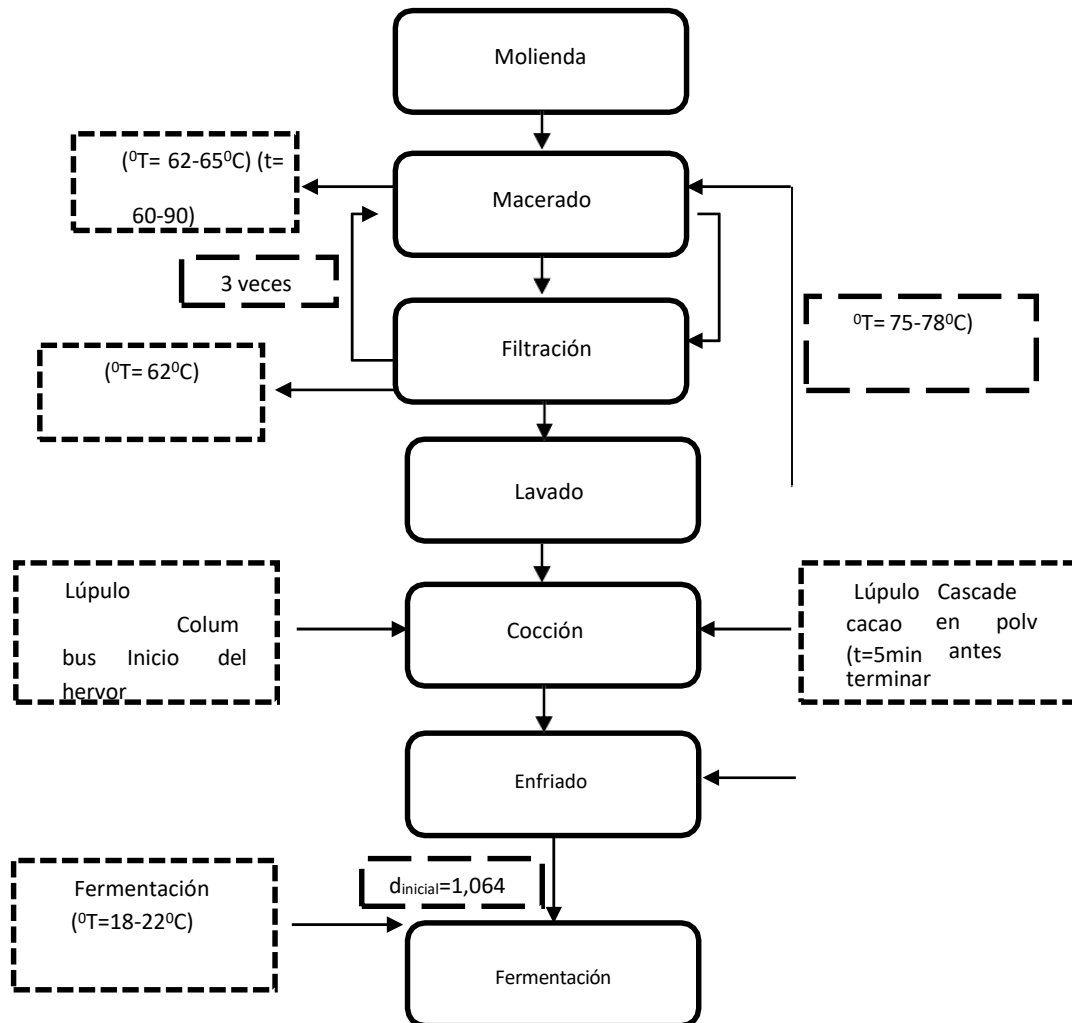 Molienda
(⁰T= 62-65⁰C) (t=
60-90)
Macerado
3 veces
⁰T= 75-78⁰C)
Filtración
(⁰T= 62⁰C)
Lavado
Lúpulo
Colum
bus Inicio del
hervor
Cocción
Lúpulo Cascade
cacao en polv
(t=5min antes
terminar
Enfriado
dinicial=1,064
Fermentación
(⁰T=18-22⁰C)
Fermentación